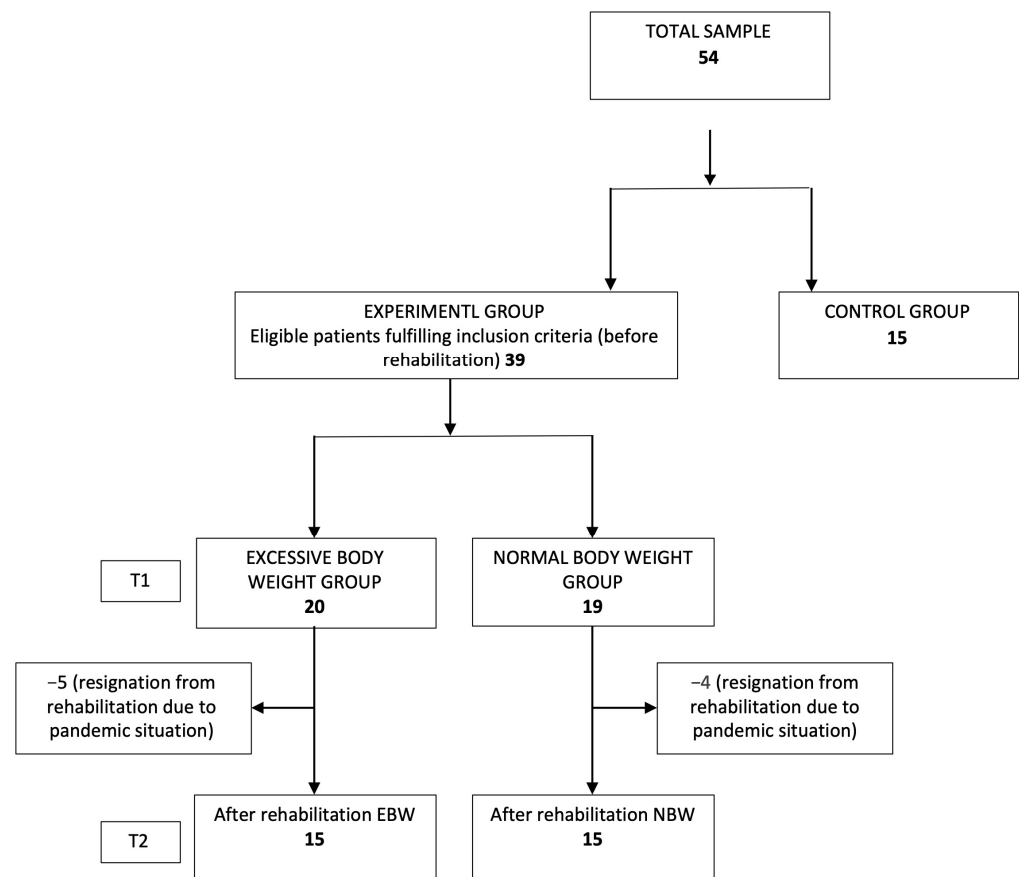 TOTAL SAMPLE
54
EXPERIMENTL GROUP
Eligible patients fulfilling inclusion criteria (before
rehabilitation) 39
CONTROL GROUP
15
T1
EXCESSIVE BODY
WEIGHT GROUP
20
NORMAL BODY WEIGHT
GROUP
19
−5 (resignation from
rehabilitation due to
pandemic situation)
−4 (resignation from
rehabilitation due to
pandemic situation)
T2
After rehabilitation EBW
15
After rehabilitation NBW
15